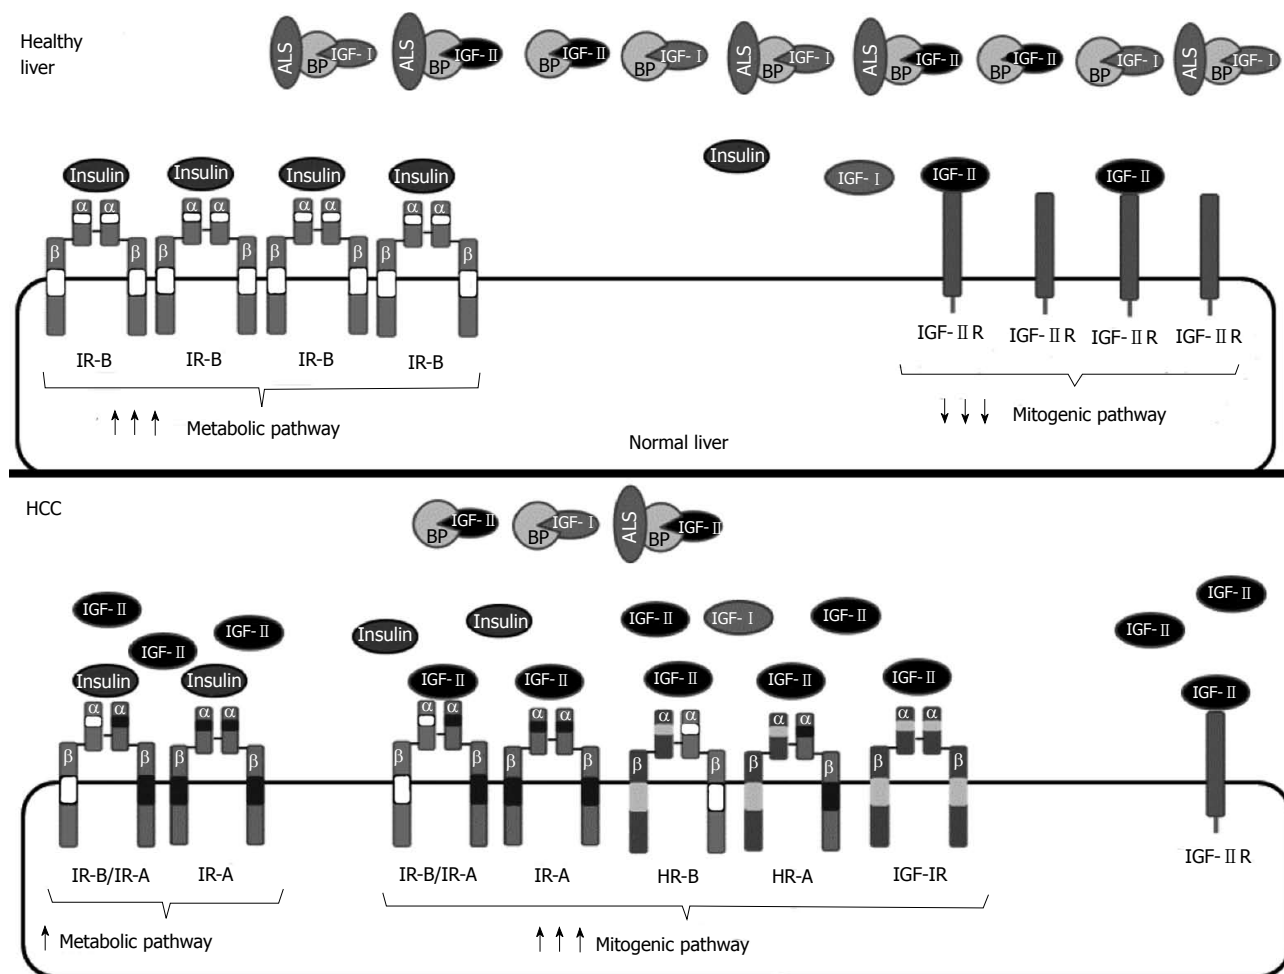 Healthy
liver
ALS BP IGF-I ALS BP IGF-II BP IGF-II BP IGF-I ALS BP IGF-I ALS BP IGF-II BP IGF-II BP IGF-I ALS BP IGF-I
Insulin Insulin Insulin Insulin Insulin IGF-I IGF-II IGF-II
α α α α α α α α
β β β β β
IR-B IR-B IR-B IR-B IGF-II R IGF-II R IGF-II R IGF-II R
↑ ↑ ↑ Metabolic pathway ↓ ↓ ↓ Mitogenic pathway
Normal liver
HCC
BP IGF-II BP IGF-I ALS BP IGF-II
IGF-II IGF-II IGF-II Insulin Insulin IGF-II IGF-I IGF-II IGF-II IGF-II
Insulin Insulin IGF-II IGF-II IGF-II IGF-II IGF-II IGF-II
α α α α α α α α α α α α α α
β β β β β β β β β β β β β β
IR-B/IR-A IR-A IR-B/IR-A IR-A HR-B HR-A IGF-IR IGF-II R
↑ Metabolic pathway ↑ ↑ ↑ Mitogenic pathway